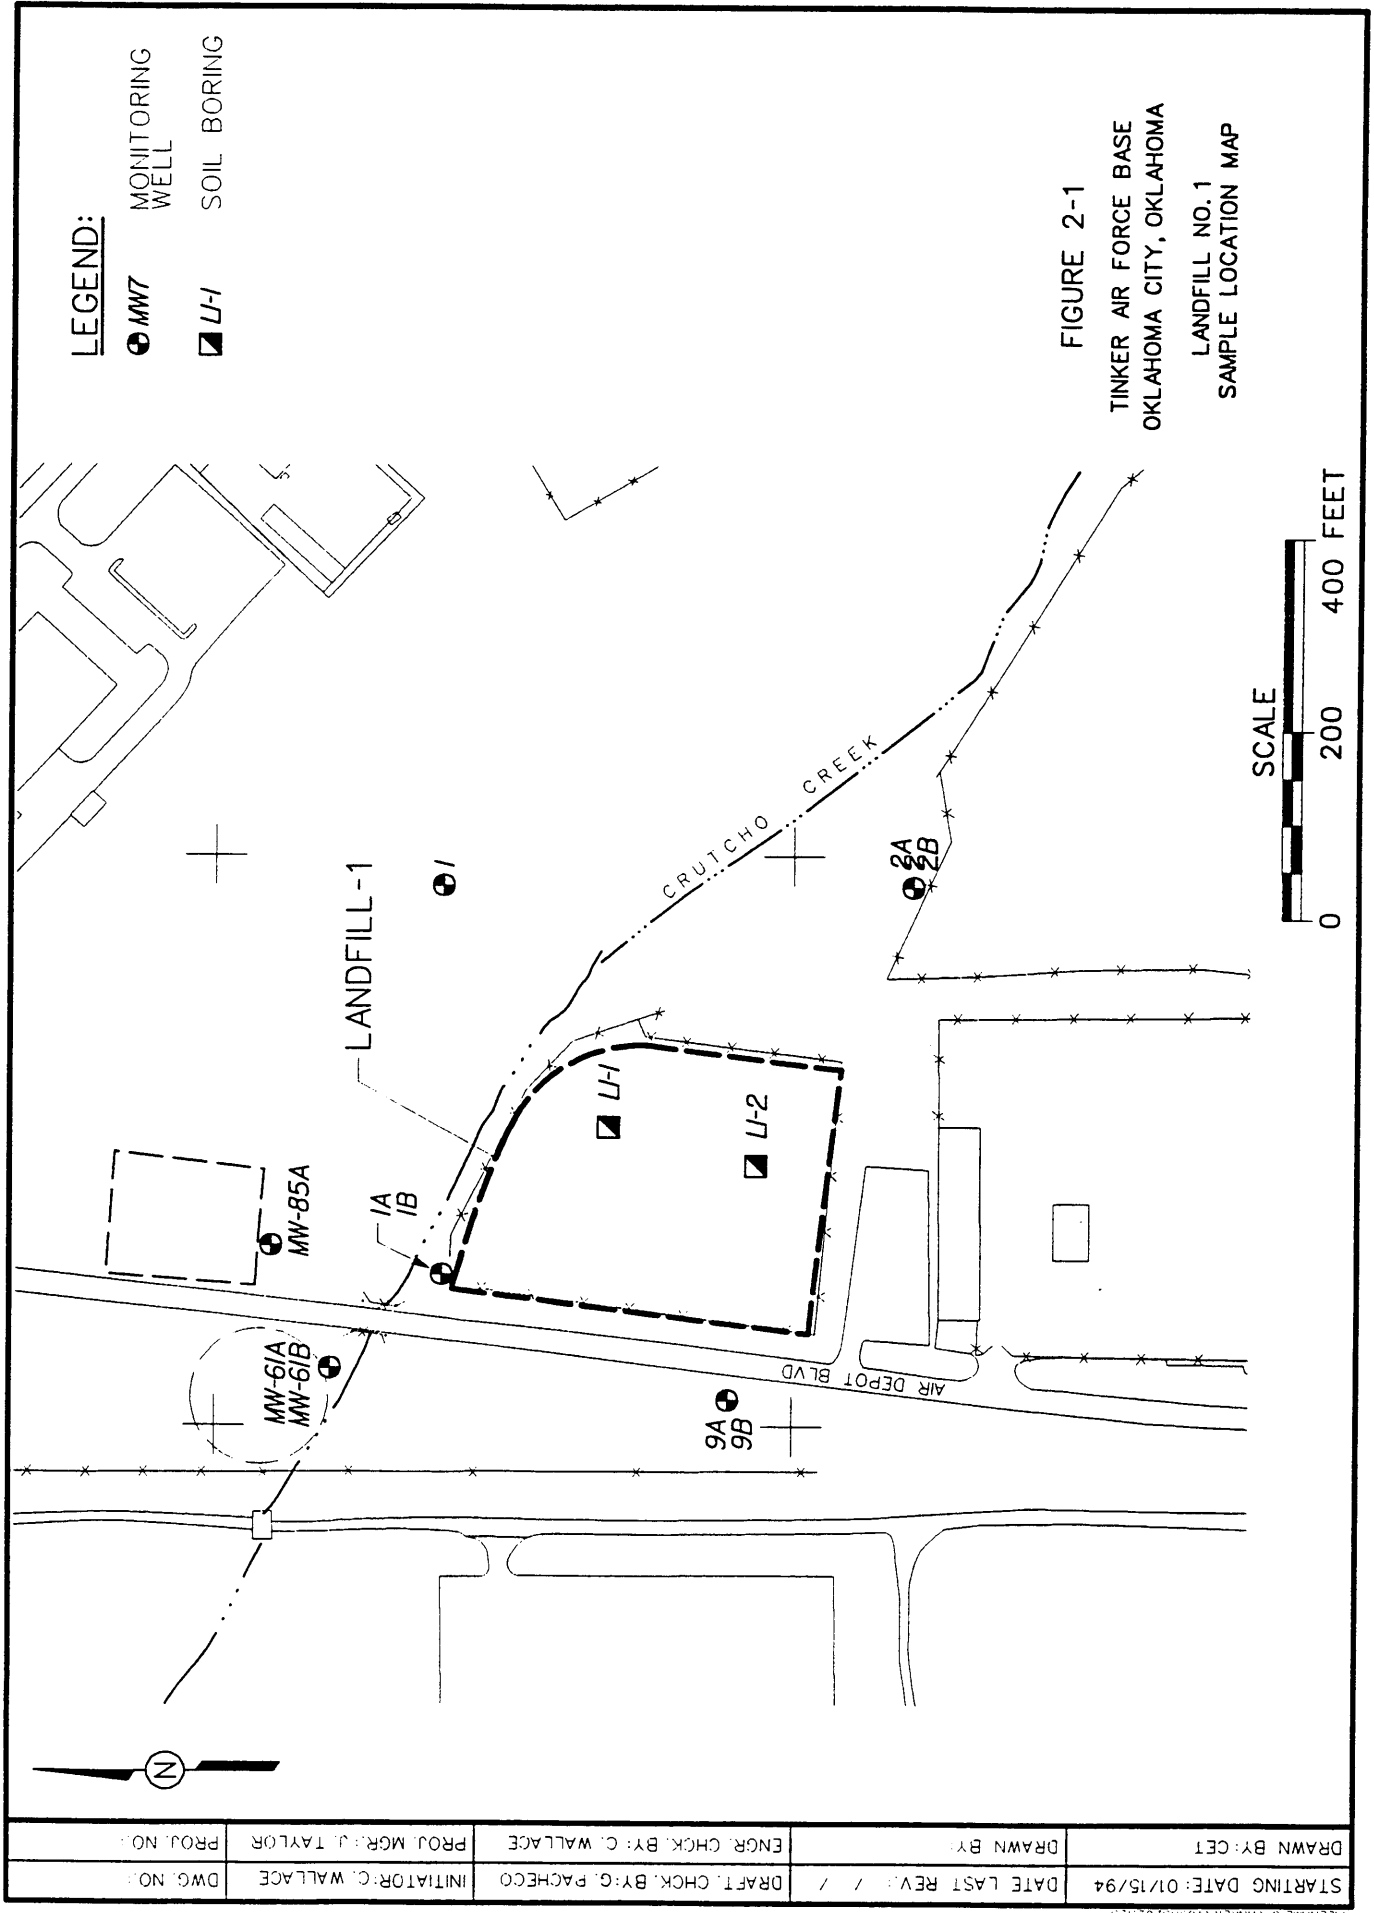 LEGEND:
MW7 MONITORING
WELL
L1-1 SOIL BORING
LANDFILL-1
1
MW-85A
1A
1B
MW-61A
MW-61B
L1-1
L1-2
CRUTCHO CREEK
2A
2B
9A
9B
AIR DEPOT BLVD
N
SCALE
0 200 400 FEET
FIGURE 2-1
TINKER AIR FORCE BASE
OKLAHOMA CITY, OKLAHOMA
LANDFILL NO. 1
SAMPLE LOCATION MAP
STARTING DATE: 01/15/94
DATE LAST REV.: / /
DRAFT. CHCK. BY: G. PACHECO
INITIATOR: C. WALLACE
DWG. NO.:
DRAWN BY: CET
DRAWN BY:
ENGR. CHCK. BY: C. WALLACE
PROJ. MGR.: J. TAYLOR
PROJ. NO.: